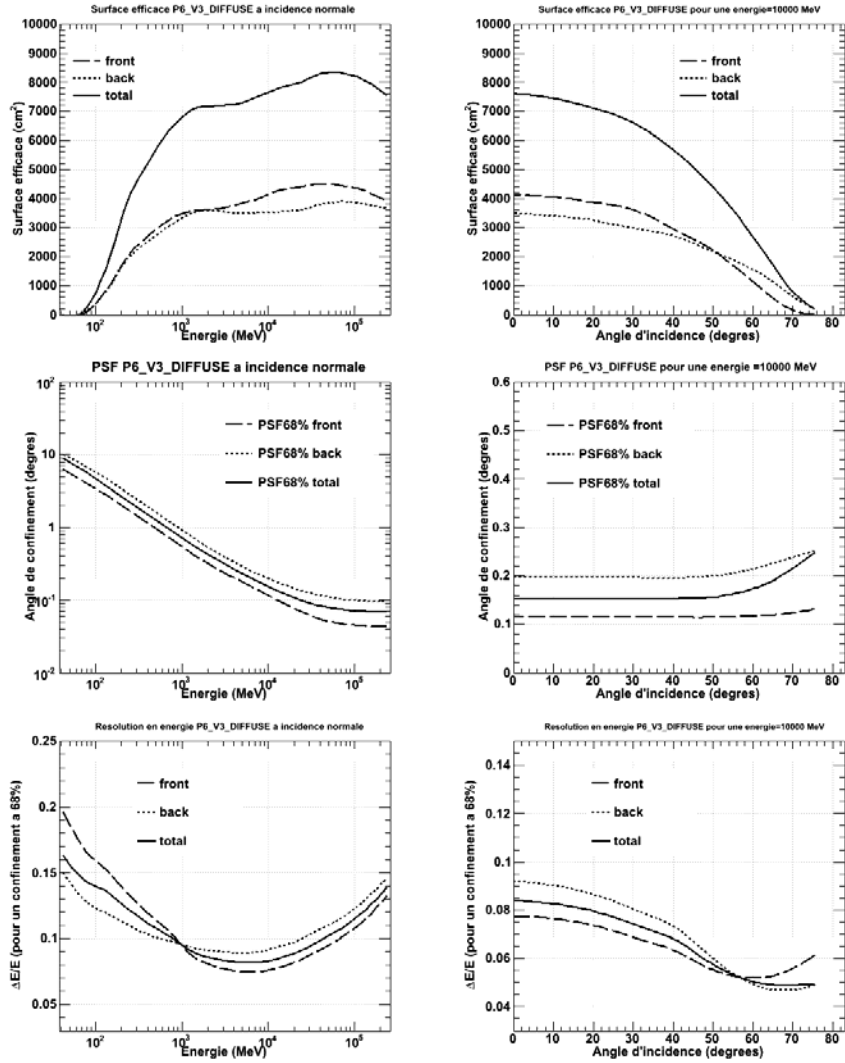 Surface efficace P6_V3_DIFFUSE a incidence normale
Surface efficace (cm²)
10000
9000
8000
7000
6000
5000
4000
3000
2000
1000
0
front
back
total
10² 10³ 10⁴ 10⁵
Energie (MeV)
Surface efficace P6_V3_DIFFUSE pour une energie=10000 MeV
Surface efficace (cm²)
10000
9000
8000
7000
6000
5000
4000
3000
2000
1000
0
front
back
total
0 10 20 30 40 50 60 70 80
Angle d'incidence (degres)
PSF P6_V3_DIFFUSE a incidence normale
Angle de confinement (degres)
10²
10
1
10⁻¹
10⁻²
PSF68% front
PSF68% back
PSF68% total
10² 10³ 10⁴ 10⁵
Energie (MeV)
PSF P6_V3_DIFFUSE pour une energie =10000 MeV
Angle de confinement (degres)
0.6
0.5
0.4
0.3
0.2
0.1
0
PSF68% front
PSF68% back
PSF68% total
0 10 20 30 40 50 60 70 80
Angle d'incidence (degres)
Resolution en energie P6_V3_DIFFUSE a incidence normale
ΔE/E (pour un confinement a 68%)
0.25
0.2
0.15
0.1
0.05
front
back
total
10² 10³ 10⁴ 10⁵
Energie (MeV)
Resolution en energie P6_V3_DIFFUSE pour une energie=10000 MeV
ΔE/E (pour un confinement a 68%)
0.14
0.12
0.1
0.08
0.06
0.04
front
back
total
0 10 20 30 40 50 60 70 80
Angle d'incidence (degres)